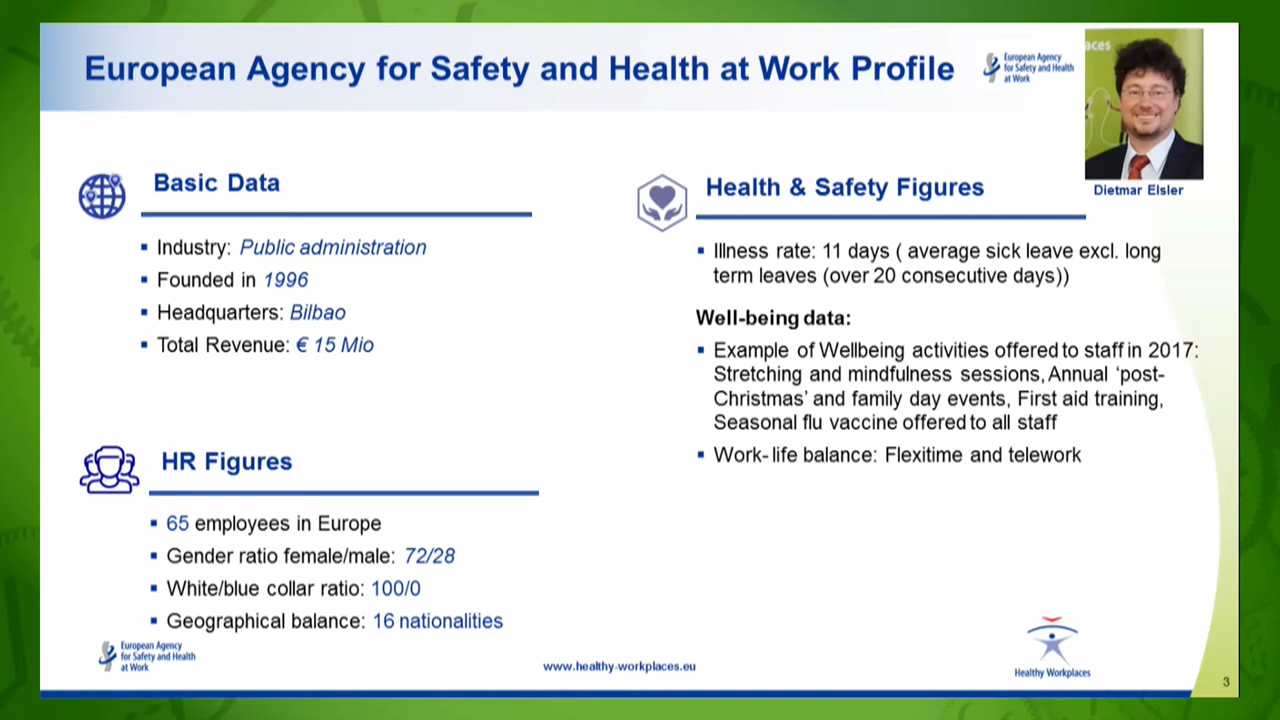 European Agency for Safety and Health at Work Profile
European Agency
for Safety and Health
at Work
aces
Dietmar Elsler
Basic Data
▪ Industry: Public administration
▪ Founded in 1996
▪ Headquarters: Bilbao
▪ Total Revenue: € 15 Mio
HR Figures
▪ 65 employees in Europe
▪ Gender ratio female/male: 72/28
▪ White/blue collar ratio: 100/0
▪ Geographical balance: 16 nationalities
Health & Safety Figures
▪ Illness rate: 11 days ( average sick leave excl. long
term leaves (over 20 consecutive days))
Well-being data:
▪ Example of Wellbeing activities offered to staff in 2017:
Stretching and mindfulness sessions, Annual ‘post-
Christmas’ and family day events, First aid training,
Seasonal flu vaccine offered to all staff
▪ Work-life balance: Flexitime and telework
European Agency
for Safety and Health
at Work
www.healthy-workplaces.eu
Healthy Workplaces
3